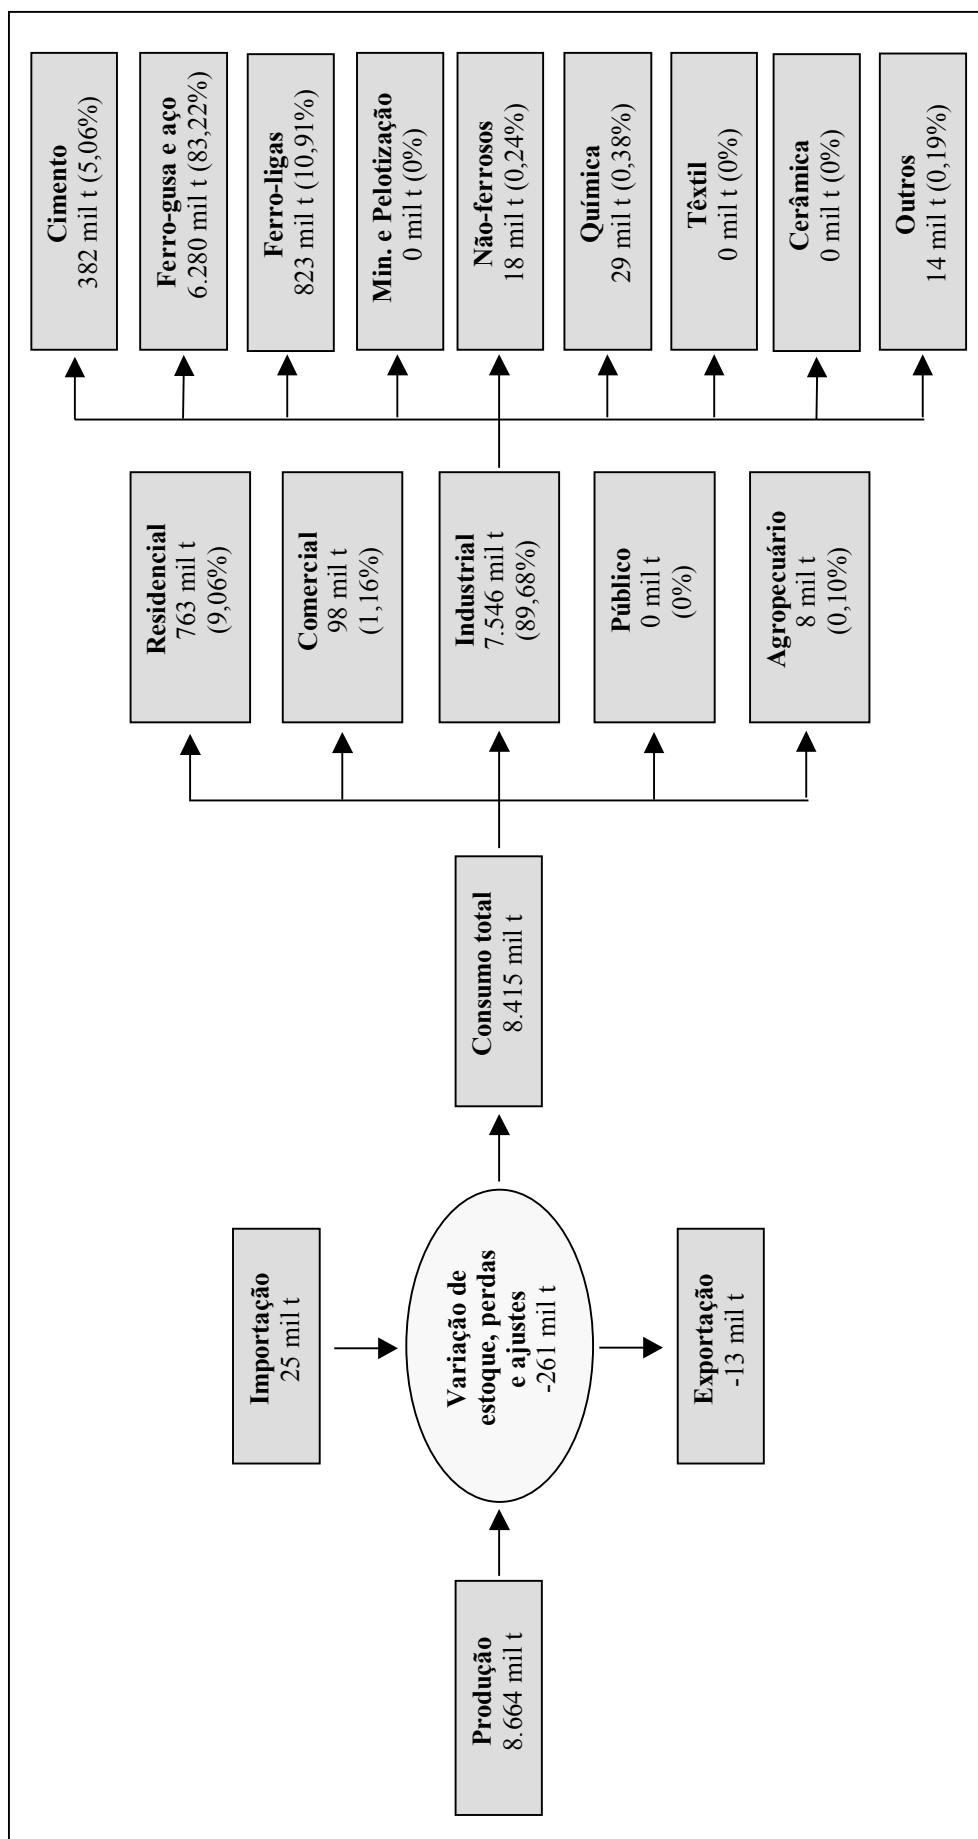 Produção
8.664 mil t
Importação
25 mil t
Variação de
estoque, perdas
e ajustes
-261 mil t
Exportação
-13 mil t
Consumo total
8.415 mil t
Residencial
763 mil t
(9,06%)
Comercial
98 mil t
(1,16%)
Industrial
7.546 mil t
(89,68%)
Público
0 mil t
(0%)
Agropecuário
8 mil t
(0,10%)
Cimento
382 mil t (5,06%)
Ferro-gusa e aço
6.280 mil t (83,22%)
Ferro-ligas
823 mil t (10,91%)
Min. e Pelotização
0 mil t (0%)
Não-ferrosos
18 mil t (0,24%)
Química
29 mil t (0,38%)
Têxtil
0 mil t (0%)
Cerâmica
0 mil t (0%)
Outros
14 mil t (0,19%)